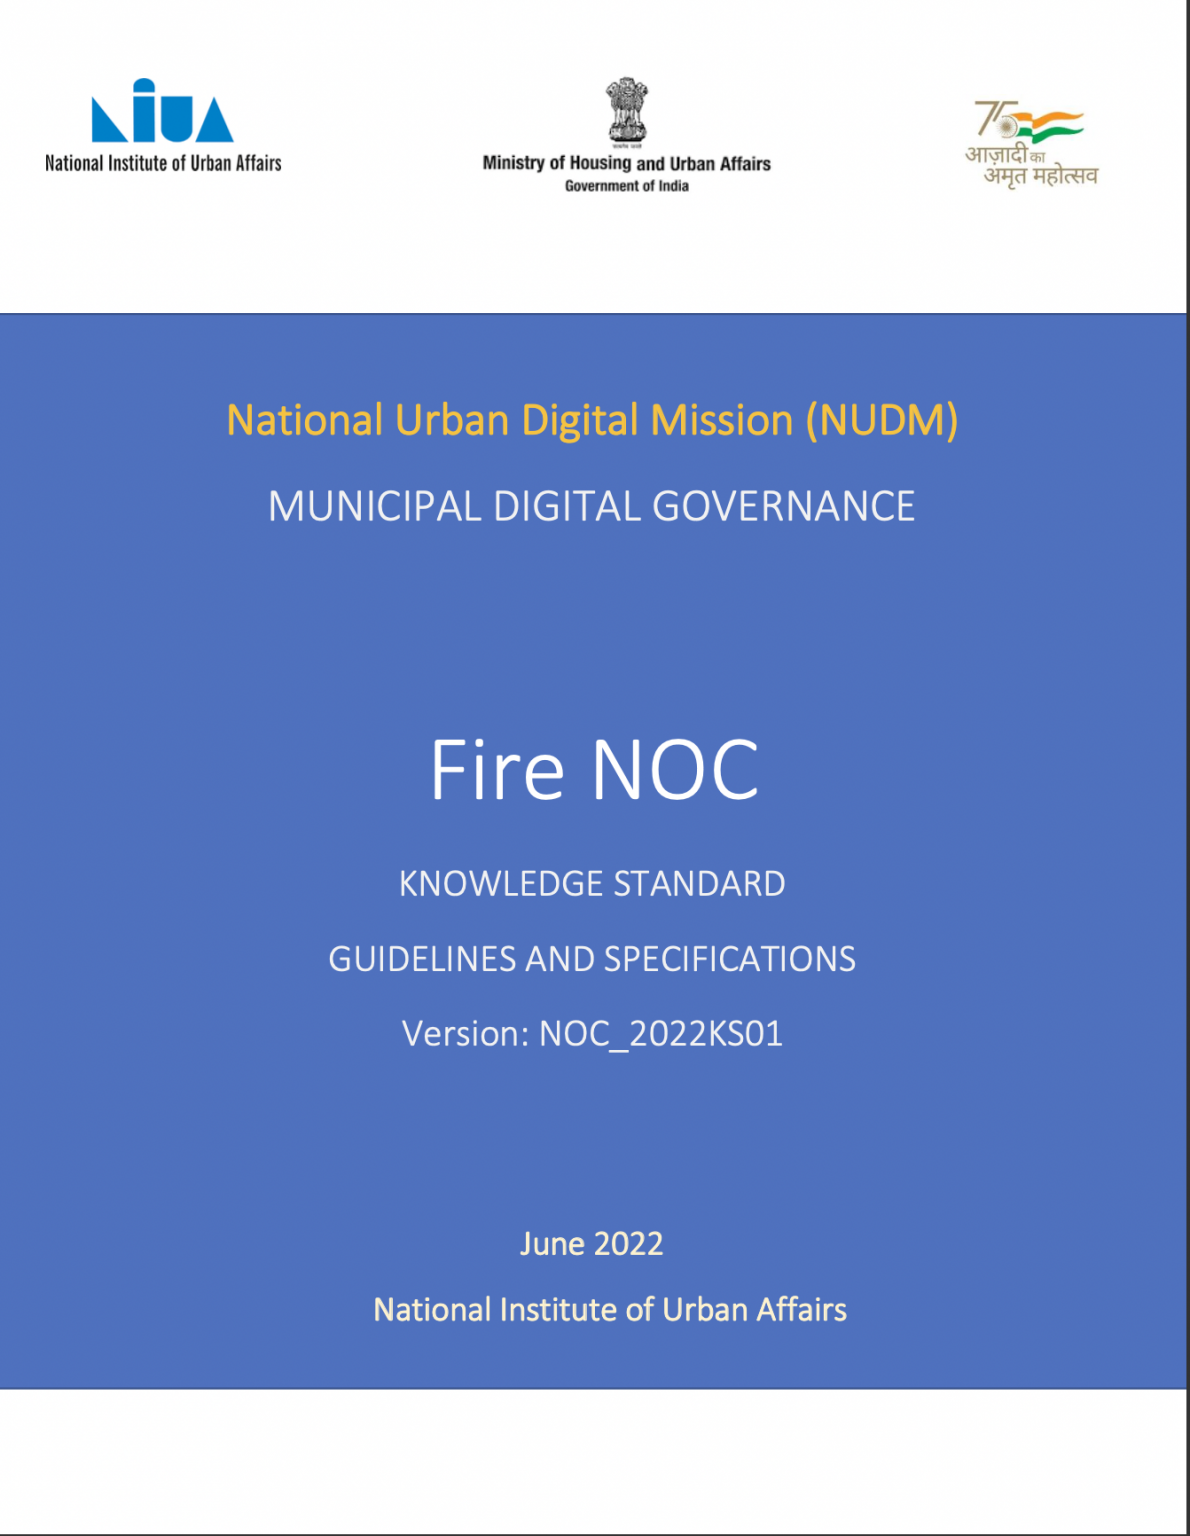 NIUA
National Institute of Urban Affairs
Ministry of Housing and Urban Affairs
Government of India
75
आज़ादी का
अमृत महोत्सव
National Urban Digital Mission (NUDM)
MUNICIPAL DIGITAL GOVERNANCE
Fire NOC
KNOWLEDGE STANDARD
GUIDELINES AND SPECIFICATIONS
Version: NOC_2022KS01
June 2022
National Institute of Urban Affairs